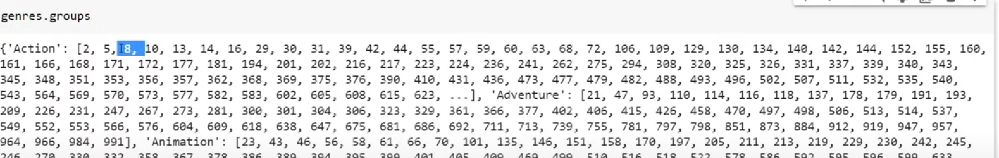 genres.groups
{'Action': [2, 5, 8, 10, 13, 14, 16, 29, 30, 31, 39, 42, 44, 55, 57, 59, 60, 63, 68, 72, 106, 109, 129, 130, 134, 140, 142, 144, 152, 155, 160,
161, 166, 168, 171, 172, 177, 181, 194, 201, 202, 216, 217, 223, 224, 236, 241, 262, 275, 294, 308, 320, 325, 326, 331, 337, 339, 340, 343,
345, 348, 351, 353, 356, 357, 362, 368, 369, 375, 376, 390, 410, 431, 436, 473, 477, 479, 482, 488, 493, 496, 502, 507, 511, 532, 535, 540,
543, 564, 569, 570, 573, 577, 582, 583, 602, 605, 608, 615, 623, ...], 'Adventure': [21, 47, 93, 110, 114, 116, 118, 137, 178, 179, 191, 193,
209, 226, 231, 247, 267, 273, 281, 300, 301, 304, 306, 323, 329, 361, 366, 377, 402, 406, 415, 426, 458, 470, 497, 498, 506, 513, 514, 537,
549, 552, 553, 566, 576, 604, 609, 618, 638, 647, 675, 681, 686, 692, 711, 713, 739, 755, 781, 797, 798, 851, 873, 884, 912, 919, 947, 957,
964, 966, 984, 991], 'Animation': [23, 43, 46, 56, 58, 61, 66, 70, 101, 135, 146, 151, 158, 170, 197, 205, 211, 213, 219, 229, 230, 242, 245,